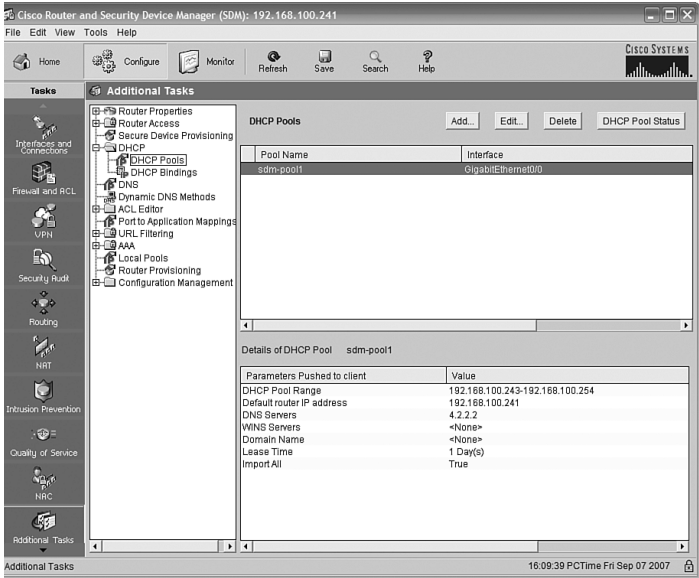 Cisco Router and Security Device Manager (SDM): 192.168.100.241
File Edit View Tools Help
Home
Configure
Monitor
Refresh
Save
Search
Help
CISCO SYSTEMS
Tasks
Additional Tasks
Interfaces and Connections
Firewall and ACL
VPN
Security Audit
Routing
NAT
Intrusion Prevention
Quality of Service
NAC
Additional Tasks
Router Properties
Router Access
Secure Device Provisioning
DHCP
DHCP Pools
DHCP Bindings
DNS
Dynamic DNS Methods
ACL Editor
Port to Application Mappings
URL Filtering
AAA
Local Pools
Router Provisioning
Configuration Management
DHCP Pools
Add...
Edit...
Delete
DHCP Pool Status
Pool Name Interface
sdm-pool1 GigabitEthernet0/0
Details of DHCP Pool sdm-pool1
Parameters Pushed to client Value
DHCP Pool Range 192.168.100.243-192.168.100.254
Default router IP address 192.168.100.241
DNS Servers 4.2.2.2
WINS Servers <None>
Domain Name <None>
Lease Time 1 Day(s)
Import All True
Additional Tasks
16:09:39 PCTime Fri Sep 07 2007